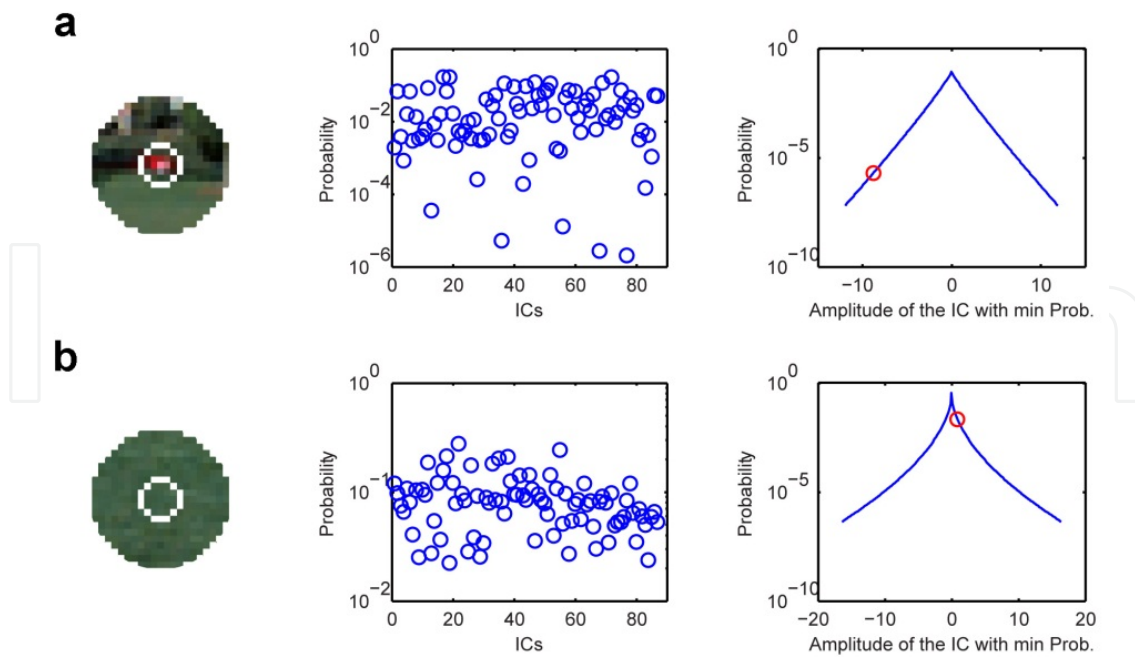 a
10^0
10^-2
10^-4
10^-6
Probability
0 20 40 60 80
ICs
10^0
10^-5
10^-10
Probability
-10 0 10
Amplitude of the IC with min Prob.
b
10^0
10^-1
10^-2
Probability
0 20 40 60 80
ICs
10^0
10^-5
10^-10
Probability
-20 -10 0 10 20
Amplitude of the IC with min Prob.